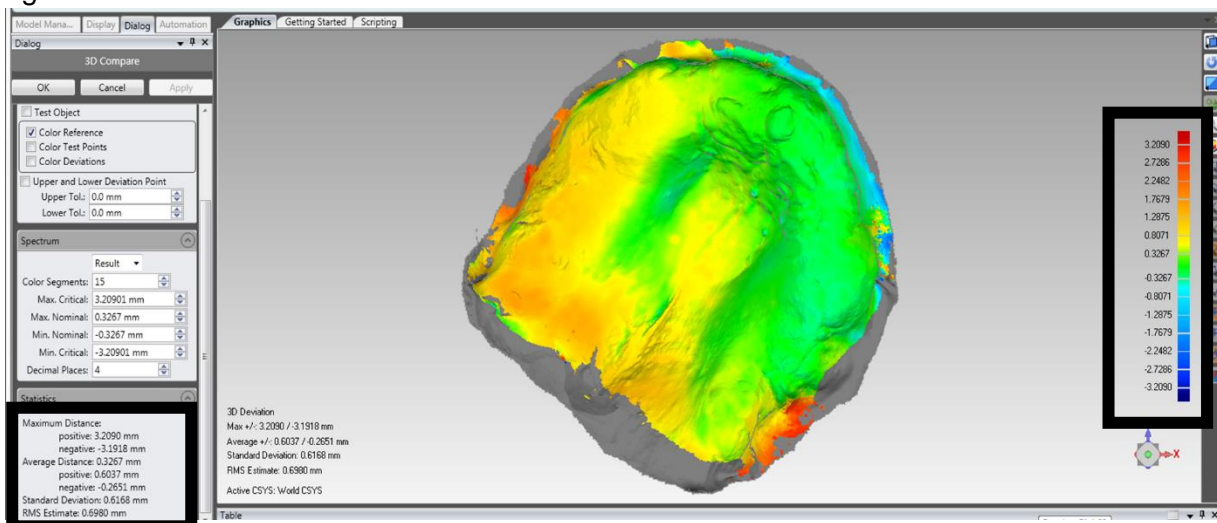 Model Mana... Display Dialog Automation
Graphics Getting Started Scripting
Dialog
3D Compare
OK Cancel Apply
Test Object
Color Reference
Color Test Points
Color Deviations
Upper and Lower Deviation Point
Upper Tol.: 0.0 mm
Lower Tol.: 0.0 mm
Spectrum
Result
Color Segments: 15
Max. Critical: 3.20901 mm
Max. Nominal: 0.3267 mm
Min. Nominal: -0.3267 mm
Min. Critical: -3.20901 mm
Decimal Places: 4
Statistics
Maximum Distance:
positive: 3.2090 mm
negative: -3.1918 mm
Average Distance: 0.3267 mm
positive: 0.6037 mm
negative: -0.2651 mm
Standard Deviation: 0.6168 mm
RMS Estimate: 0.6980 mm
3D Deviation
Max +/-: 3.2090 / -3.1918 mm
Average +/-: 0.6037 / -0.2651 mm
Standard Deviation: 0.6168 mm
RMS Estimate: 0.6980 mm
Active CSYS: World CSYS
3.2090
2.7286
2.2482
1.7679
1.2875
0.8071
0.3267
-0.3267
-0.8071
-1.2875
-1.7679
-2.2482
-2.7286
-3.2090
X
Table